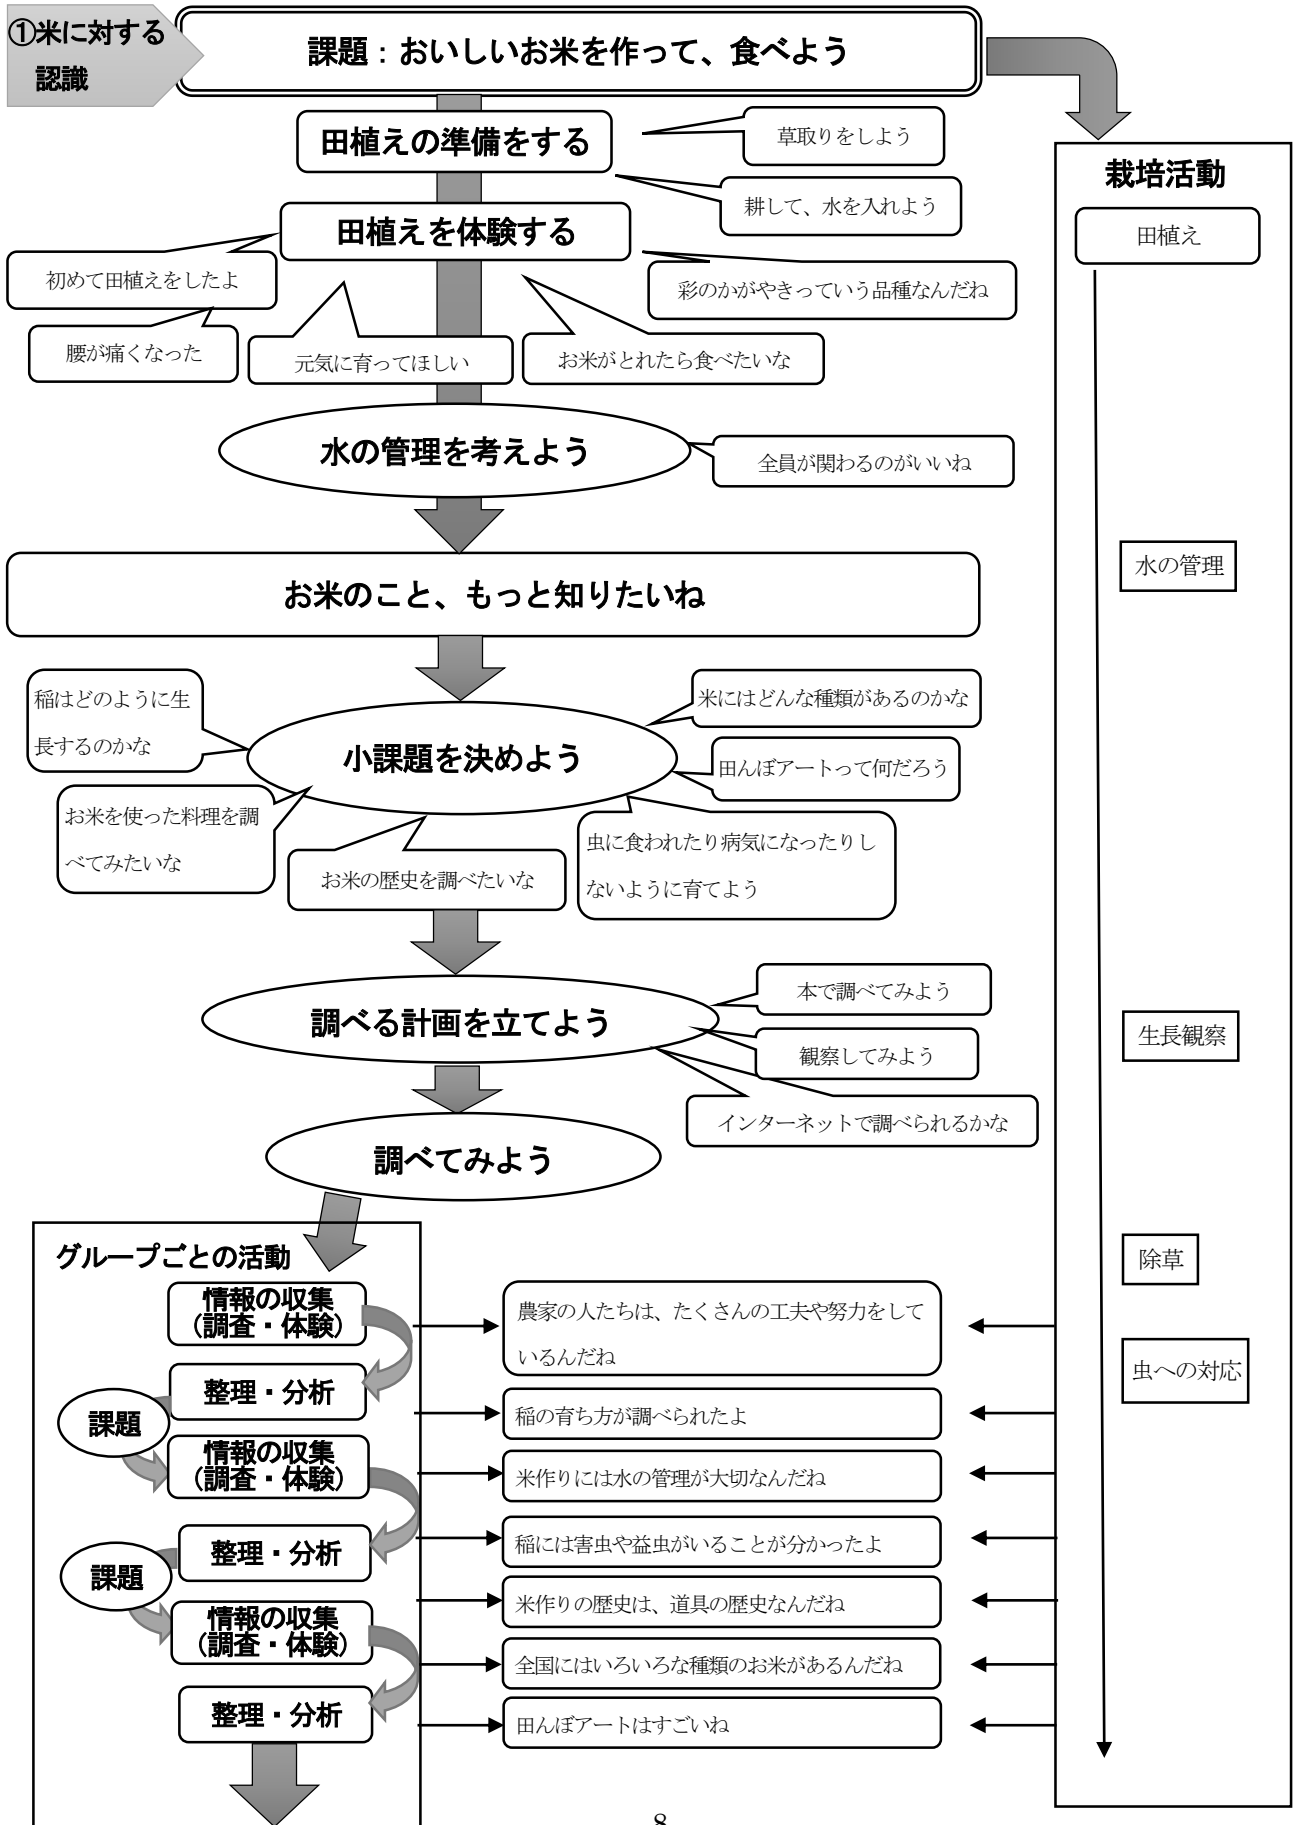 ①米に対する
認識
課題：おいしいお米を作って、食べよう
田植えの準備をする
草取りをしよう
耕して、水を入れよう
田植えを体験する
初めて田植えをしたよ
彩のかがやきっていう品種なんだね
腰が痛くなった
元気に育ってほしい
お米がとれたら食べたいな
水の管理を考えよう
全員が関わるのがいいね
お米のこと、もっと知りたいね
稲はどのように生
長するのかな
米にはどんな種類があるのかな
小課題を決めよう
田んぼアートって何だろう
お米を使った料理を調
べてみたいな
お米の歴史を調べたいな
虫に食われたり病気になったりし
ないように育てよう
調べる計画を立てよう
本で調べてみよう
観察してみよう
インターネットで調べられるかな
調べてみよう
グループごとの活動
情報の収集
（調査・体験）
整理・分析
課題
情報の収集
（調査・体験）
整理・分析
課題
情報の収集
（調査・体験）
整理・分析
農家の人たちは、たくさんの工夫や努力をして
いるんだね
稲の育ち方が調べられたよ
米作りには水の管理が大切なんだね
稲には害虫や益虫がいることが分かったよ
米作りの歴史は、道具の歴史なんだね
全国にはいろいろな種類のお米があるんだね
田んぼアートはすごいね
栽培活動
田植え
水の管理
生長観察
除草
虫への対応
8